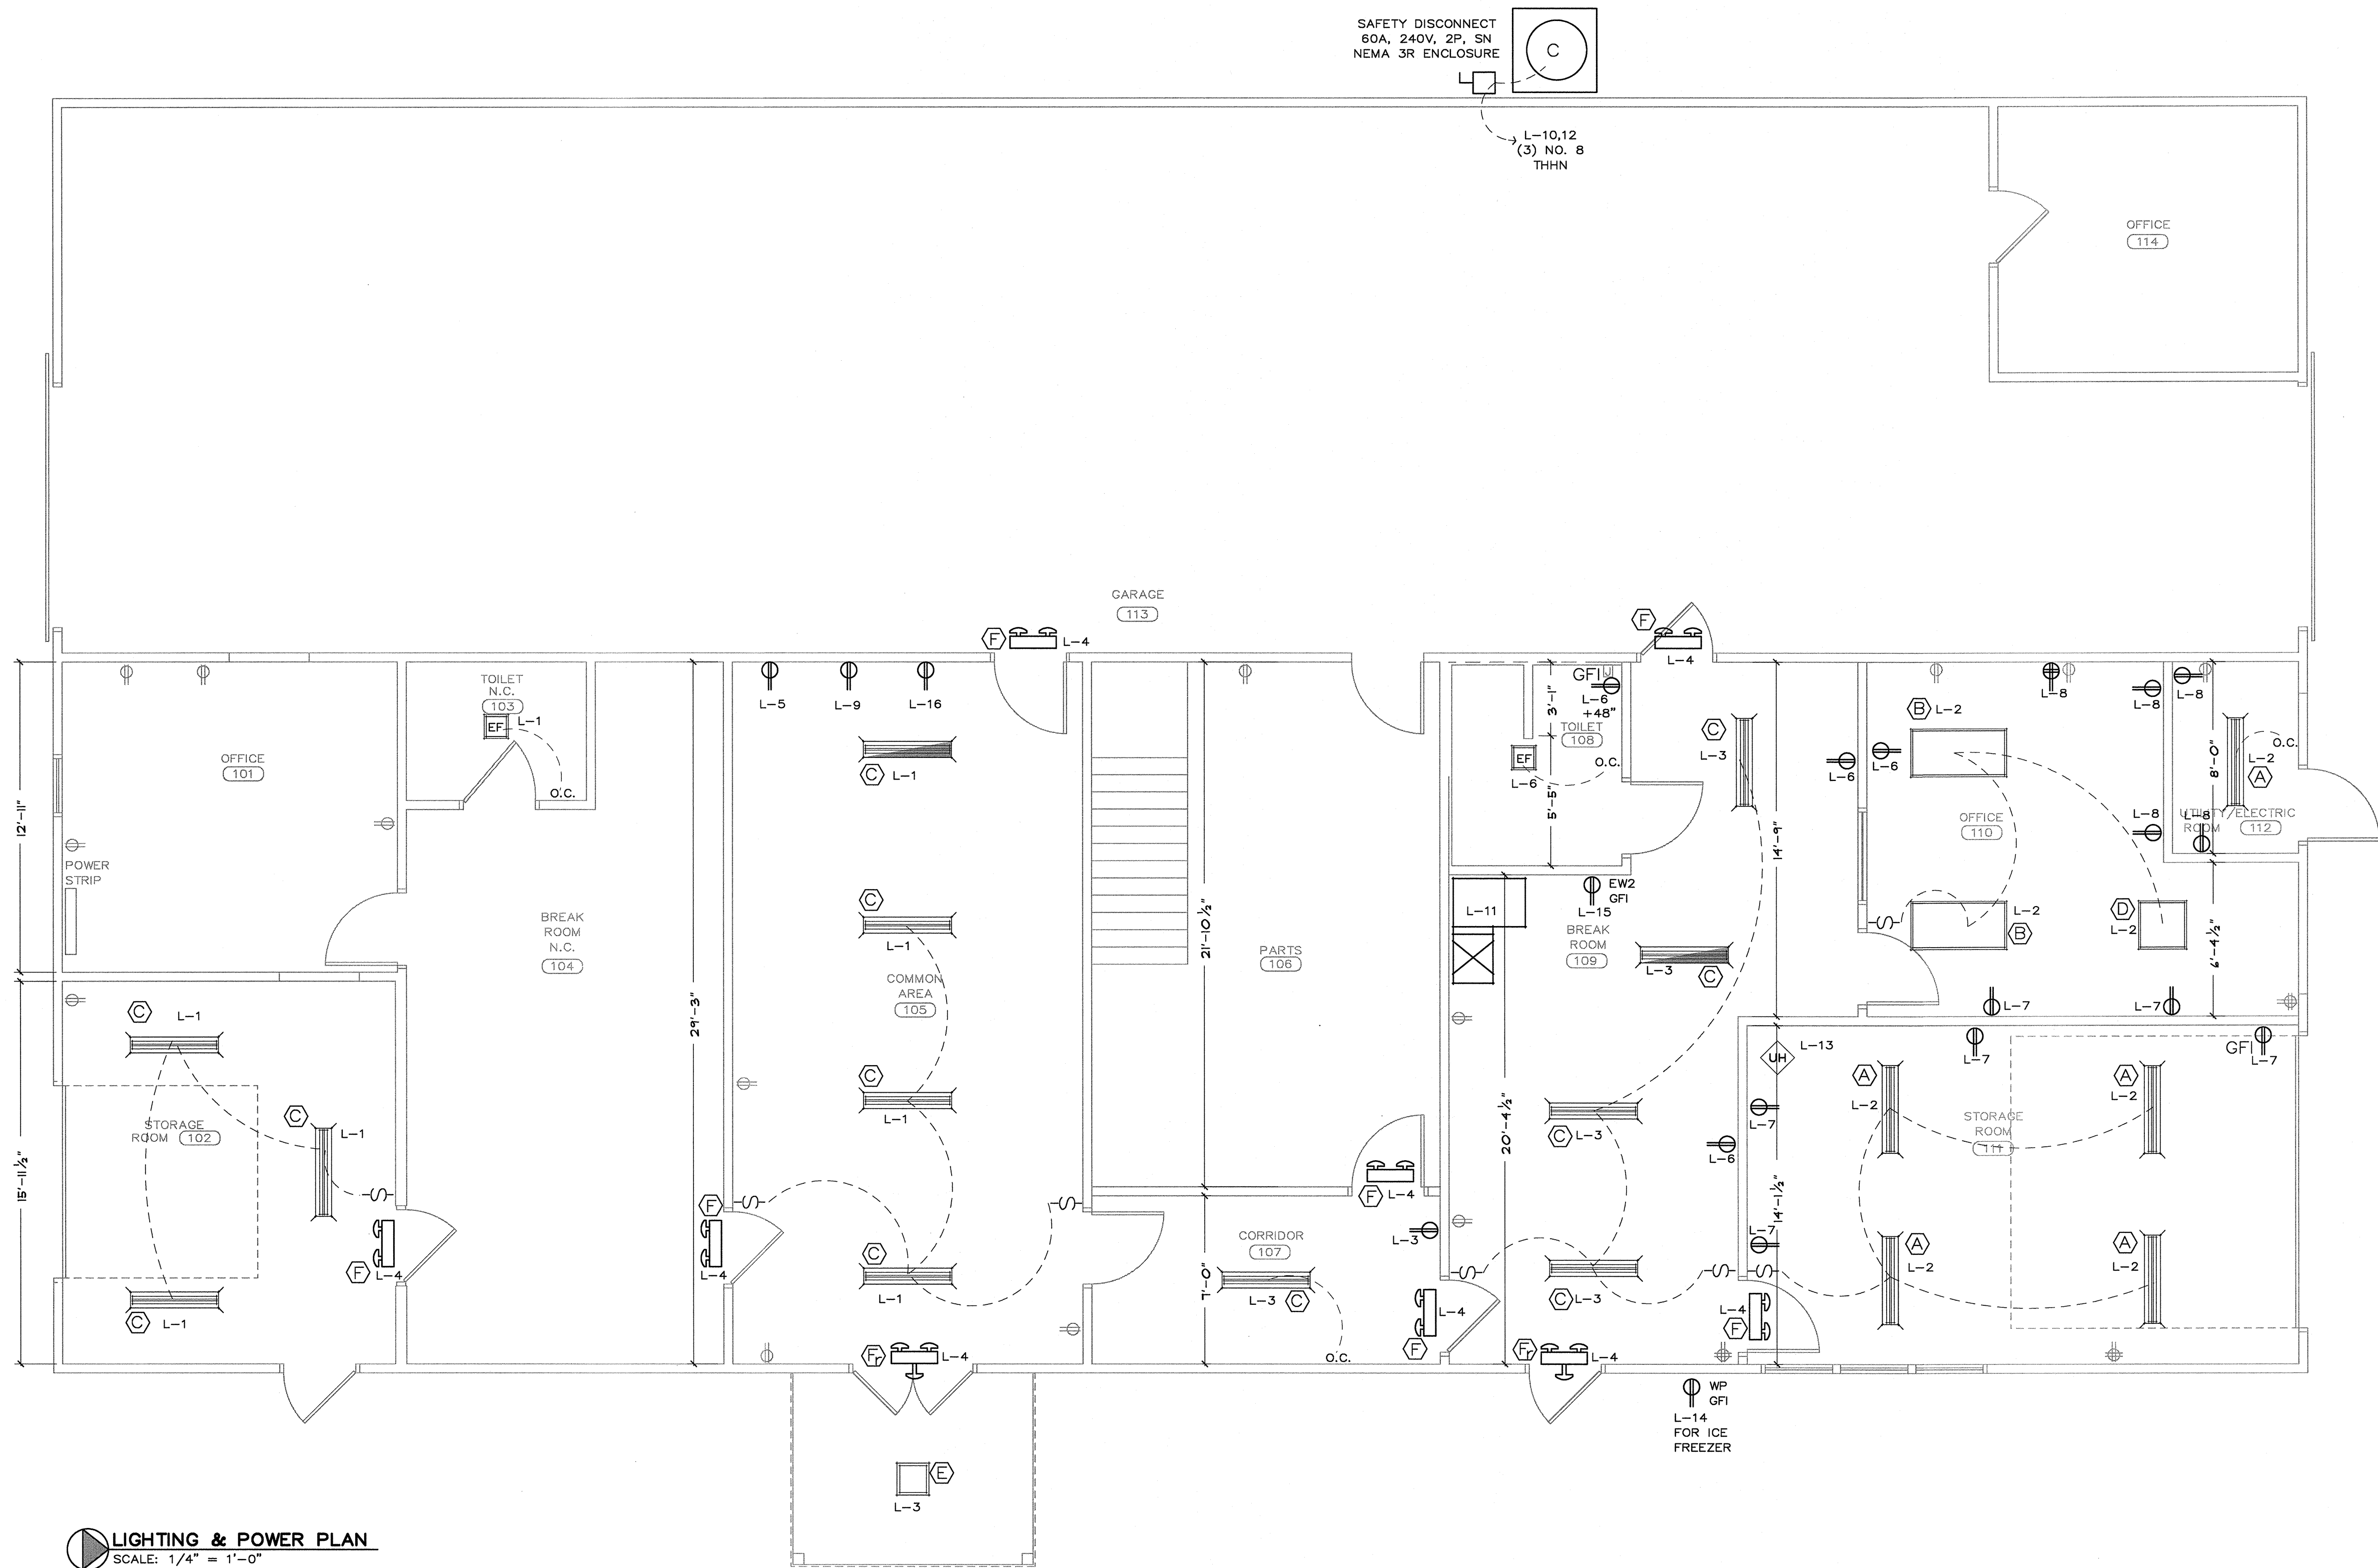 SAFETY DISCONNECT
60A, 240V, 2P, SN
NEMA 3R ENCLOSURE
C
L-10,12
(3) NO. 8
THHN
OFFICE
114
GARAGE
113
F
L-4
F
L-4
12'-11"
OFFICE
101
POWER
STRIP
TOILET
N.C.
103
EF
L-1
O.C.
BREAK
ROOM
N.C.
104
29'-3"
L-5
L-9
L-16
C
L-1
C
L-1
COMMON
AREA
105
C
L-1
C
L-1
F
L-4
Fr
L-4
E
L-3
15'-11½"
C
L-1
C
L-1
STORAGE
ROOM
102
F
L-4
C
L-1
21'-10½"
PARTS
106
F
L-4
L-3
7'-0"
CORRIDOR
107
L-3
C
O.C.
F
L-4
GFI
L-6
+48"
3'-1"
TOILET
108
EF
L-6
O.C.
5'-5"
C
L-3
14'-9"
L-11
EW2
GFI
L-15
BREAK
ROOM
109
L-3
C
20'-4½"
C
L-3
L-6
C
L-3
Fr
L-4
WP
GFI
L-14
FOR ICE
FREEZER
L-6
L-6
B
L-2
L-8
L-8
L-8
OFFICE
110
L-8
L-8
8'-0"
O.C.
L-2
A
UTILITY/ELECTRIC
ROOM
112
L-2
B
D
L-2
6'-4½"
L-7
L-7
UH
L-13
L-7
GFI
L-7
A
L-2
A
L-2
L-7
STORAGE
ROOM
111
14'-1½"
L-7
A
L-2
A
L-2
L-4
F
LIGHTING & POWER PLAN
SCALE: 1/4" = 1'-0"